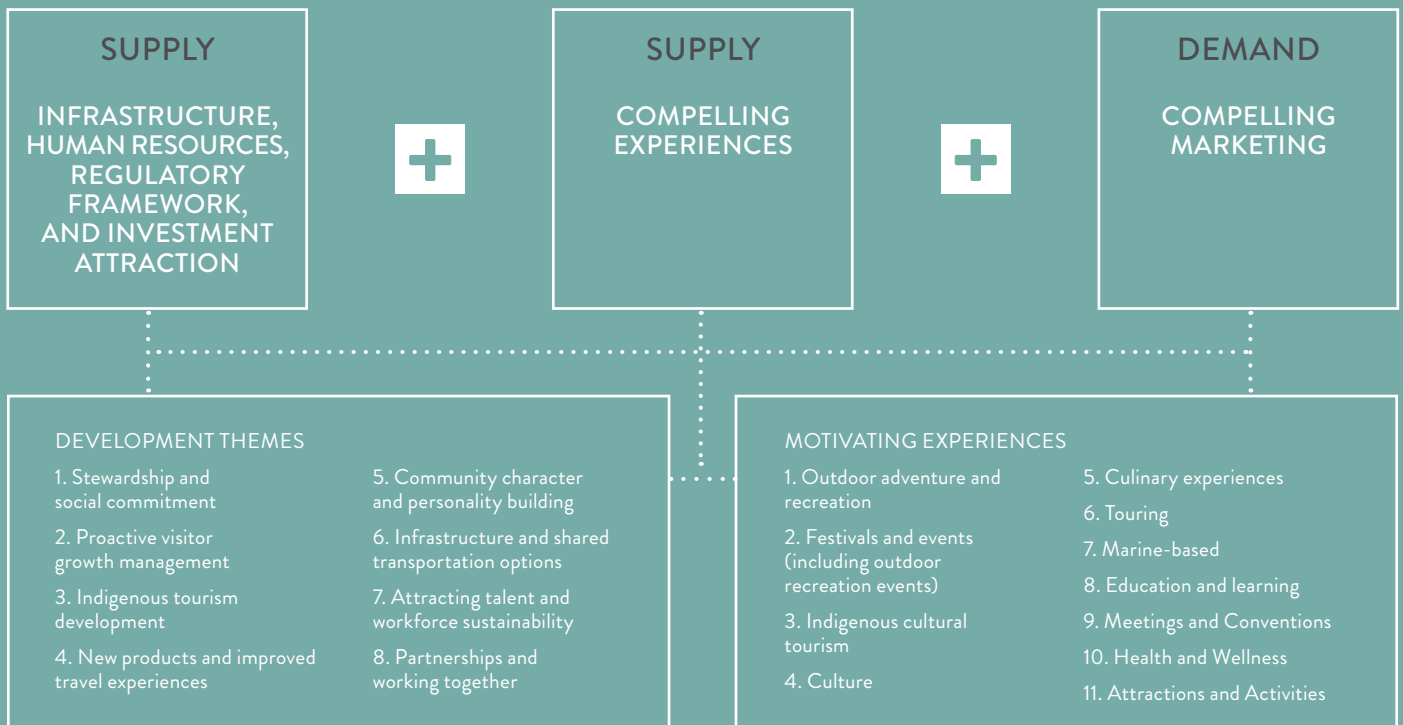 SUPPLY
INFRASTRUCTURE,
HUMAN RESOURCES,
REGULATORY
FRAMEWORK,
AND INVESTMENT
ATTRACTION
SUPPLY
COMPELLING
EXPERIENCES
DEMAND
COMPELLING
MARKETING
DEVELOPMENT THEMES
1. Stewardship and
social commitment
2. Proactive visitor
growth management
3. Indigenous tourism
development
4. New products and improved
travel experiences
5. Community character
and personality building
6. Infrastructure and shared
transportation options
7. Attracting talent and
workforce sustainability
8. Partnerships and
working together
MOTIVATING EXPERIENCES
1. Outdoor adventure and
recreation
2. Festivals and events
(including outdoor
recreation events)
3. Indigenous cultural
tourism
4. Culture
5. Culinary experiences
6. Touring
7. Marine-based
8. Education and learning
9. Meetings and Conventions
10. Health and Wellness
11. Attractions and Activities